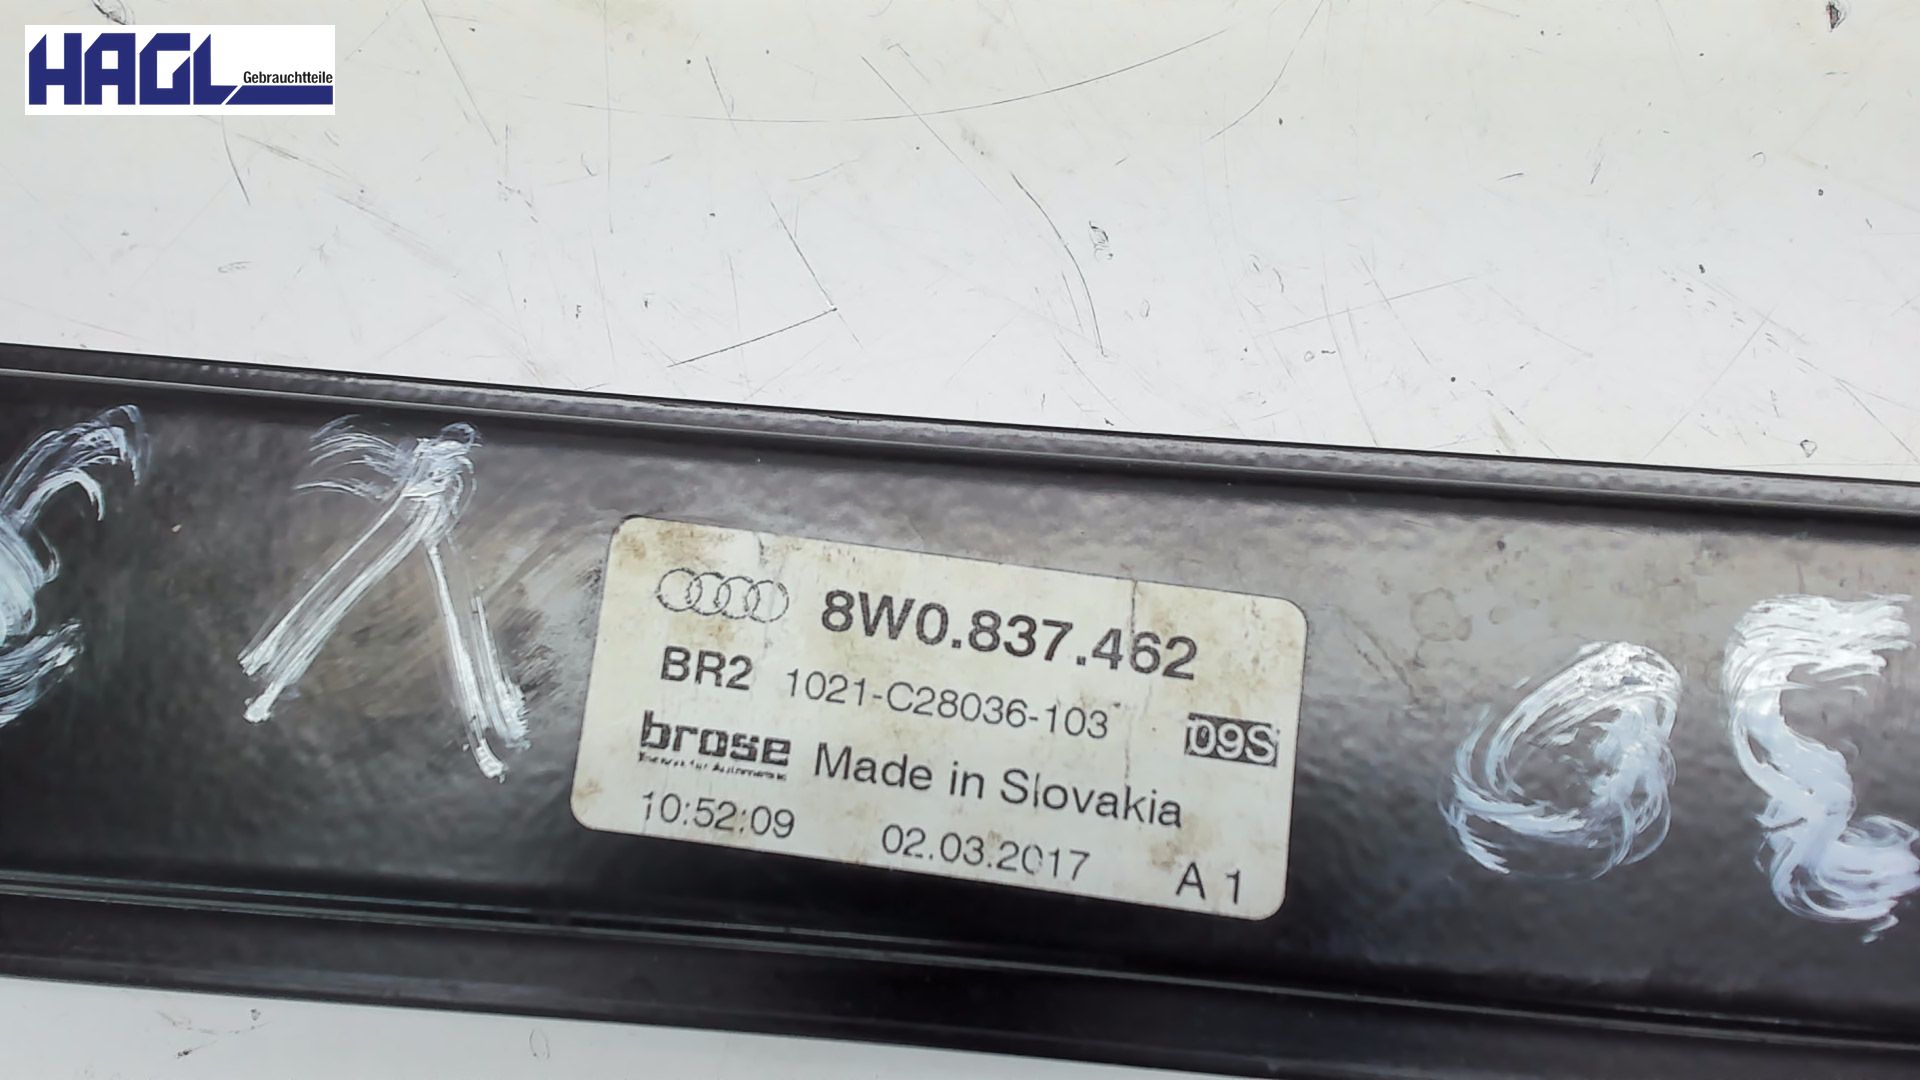 HAGL
Gebrauchtteile
8W0.837.462
BR2 1021-C28036-103 09S
brose Made in Slovakia
10:52:09 02.03.2017 A 1